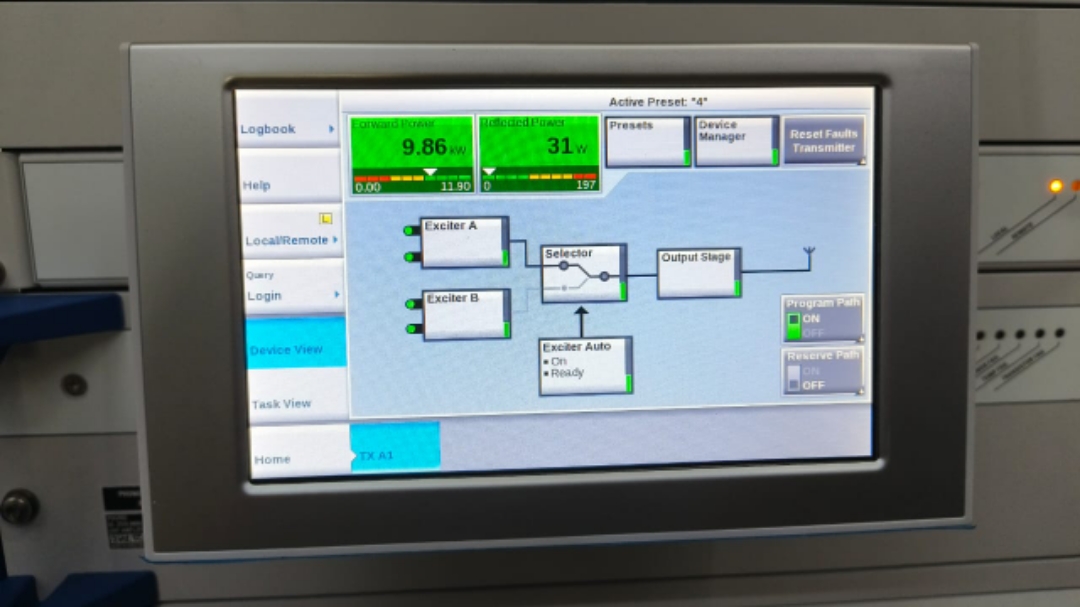 Active Preset: "4"
Logbook
Help
L
Local/Remote
Query
Login
Device View
Task View
Home
Forward Power
9.86 kW
0.00 11.90
Reflected Power
31 W
0 197
Presets
Device
Manager
Reset Faults
Transmitter
Exciter A
Exciter B
Selector
Output Stage
Exciter Auto
On
Ready
Program Path
ON
OFF
Reserve Path
ON
OFF
TX A1